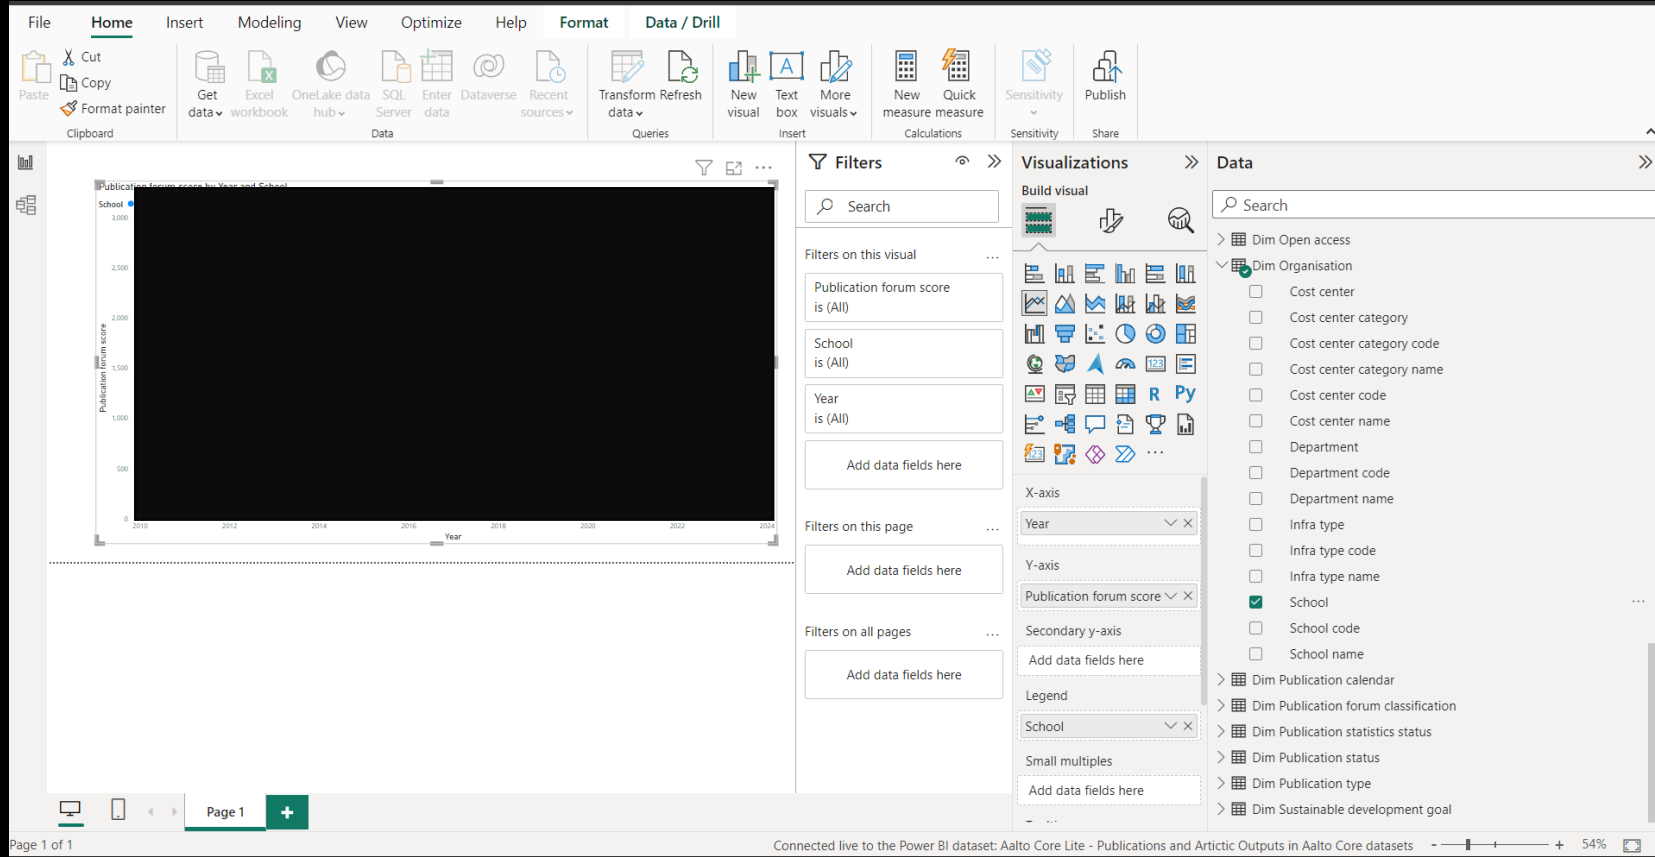 File Home Insert Modeling View Optimize Help Format Data / Drill
Paste
Cut
Copy
Format painter
Clipboard
Get data
Excel workbook
OneLake data hub
SQL Server
Enter data
Dataverse
Recent sources
Data
Transform data
Refresh
Queries
New visual
Text box
More visuals
Insert
New measure
Quick measure
Calculations
Sensitivity
Sensitivity
Publish
Share
Publication forum score by Year and School
School
3,000
2,500
2,000
1,500
1,000
500
0
Publication forum score
2010 2012 2014 2016 2018 2020 2022 2024
Year
Filters
Search
Filters on this visual
Publication forum score
is (All)
School
is (All)
Year
is (All)
Add data fields here
Filters on this page
Add data fields here
Filters on all pages
Add data fields here
Visualizations
Build visual
123
R
Py
123
X-axis
Year
Y-axis
Publication forum score
Secondary y-axis
Add data fields here
Legend
School
Small multiples
Add data fields here
Data
Search
Dim Open access
Dim Organisation
Cost center
Cost center category
Cost center category code
Cost center category name
Cost center code
Cost center name
Department
Department code
Department name
Infra type
Infra type code
Infra type name
School
School code
School name
Dim Publication calendar
Dim Publication forum classification
Dim Publication statistics status
Dim Publication status
Dim Publication type
Dim Sustainable development goal
Page 1
Page 1 of 1
Connected live to the Power BI dataset: Aalto Core Lite - Publications and Artictic Outputs in Aalto Core datasets
- + 54%